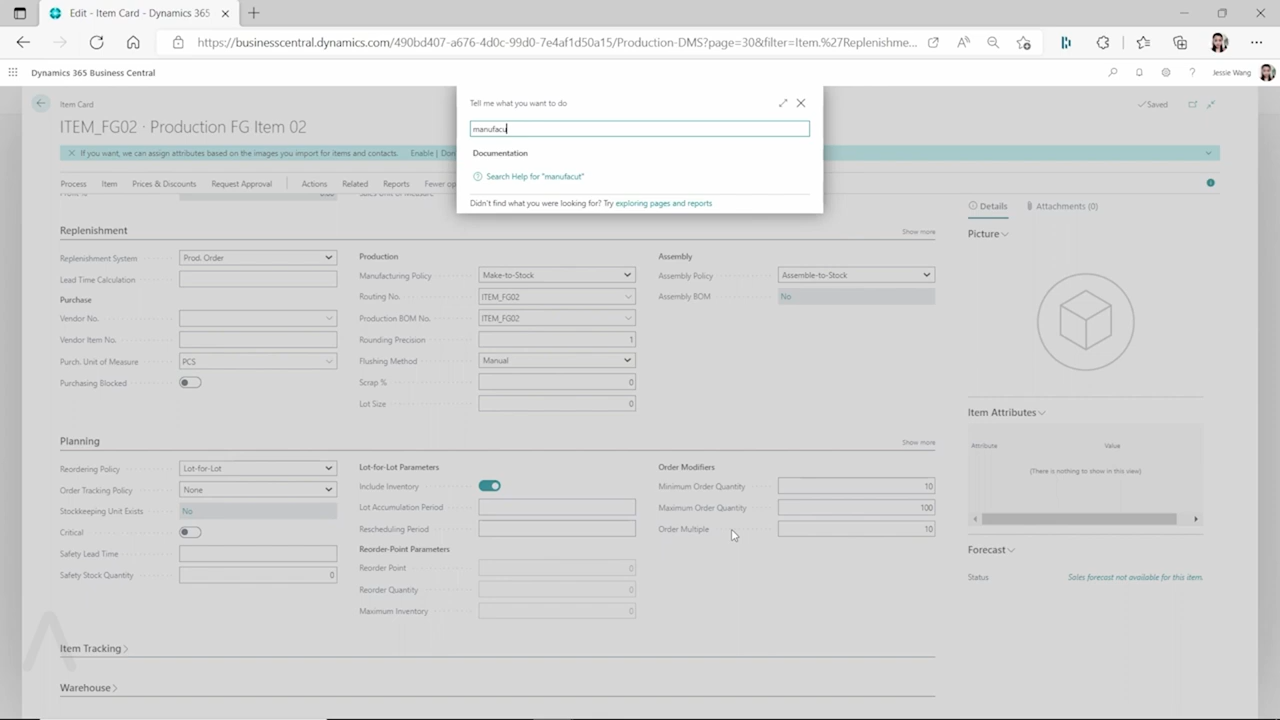 Edit - Item Card - Dynamics 365
https://businesscentral.dynamics.com/490bd407-a676-4d0c-99d0-7e4af1d50a15/Production-DMS?page=30&filter=Item.%27Replenishme...
Dynamics 365 Business Central
Jessie Wang
Item Card
Saved
ITEM_FG02 · Production FG Item 02
If you want, we can assign attributes based on the images you import for items and contacts. Enable | Don
Process Item Prices & Discounts Request Approval Actions Related Reports Fewer op
Tell me what you want to do
manufacu
Documentation
Search Help for "manufacut"
Didn't find what you were looking for? Try exploring pages and reports
Replenishment
Show more
Replenishment System Prod. Order
Lead Time Calculation
Purchase
Vendor No.
Vendor Item No.
Purch. Unit of Measure PCS
Purchasing Blocked
Production
Manufacturing Policy Make-to-Stock
Routing No. ITEM_FG02
Production BOM No. ITEM_FG02
Rounding Precision 1
Flushing Method Manual
Scrap % 0
Lot Size 0
Assembly
Assembly Policy Assemble-to-Stock
Assembly BOM No
Planning
Show more
Reordering Policy Lot-for-Lot
Order Tracking Policy None
Stockkeeping Unit Exists No
Critical
Safety Lead Time
Safety Stock Quantity 0
Lot-for-Lot Parameters
Include Inventory
Lot Accumulation Period
Rescheduling Period
Reorder-Point Parameters
Reorder Point 0
Reorder Quantity 0
Maximum Inventory 0
Order Modifiers
Minimum Order Quantity 10
Maximum Order Quantity 100
Order Multiple 10
Item Tracking
Warehouse
Details Attachments (0)
Picture
Item Attributes
Attribute Value
(There is nothing to show in this view)
Forecast
Status Sales forecast not available for this item.